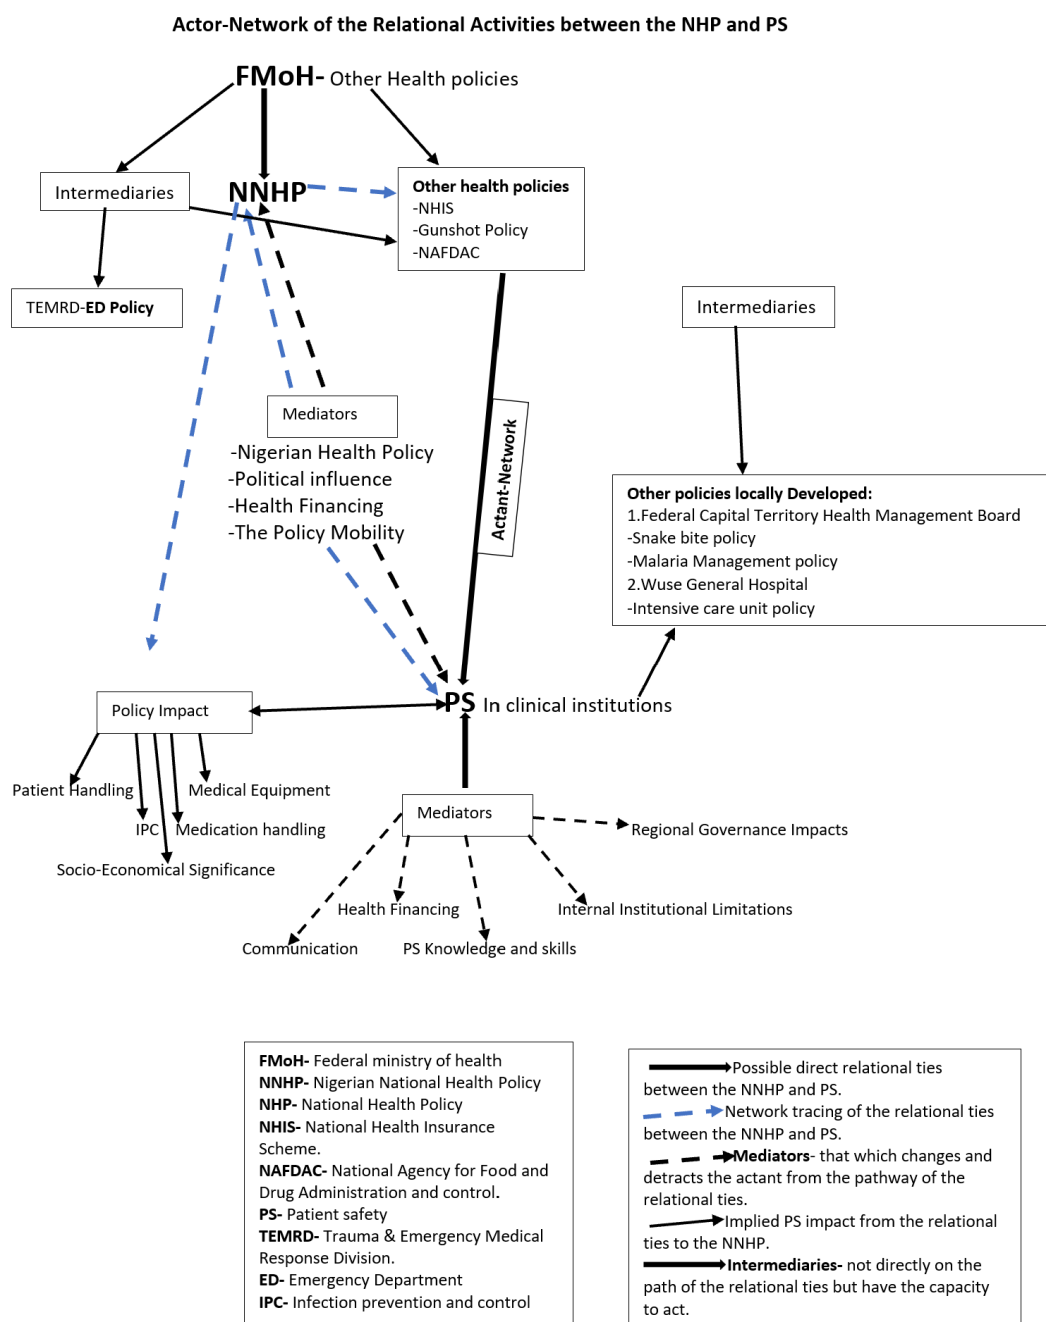 Actor-Network of the Relational Activities between the NHP and PS
FMoH- Other Health policies
Intermediaries
NNHP
Other health policies
-NHIS
-Gunshot Policy
-NAFDAC
TEMRD-ED Policy
Intermediaries
Mediators
-Nigerian Health Policy
-Political influence
-Health Financing
-The Policy Mobility
Actant-Network
Other policies locally Developed:
1.Federal Capital Territory Health Management Board
-Snake bite policy
-Malaria Management policy
2.Wuse General Hospital
-Intensive care unit policy
PS In clinical institutions
Policy Impact
Patient Handling
Medical Equipment
IPC
Medication handling
Socio-Economical Significance
Mediators
Regional Governance Impacts
Health Financing
Internal Institutional Limitations
Communication
PS Knowledge and skills
FMoH- Federal ministry of health
NNHP- Nigerian National Health Policy
NHP- National Health Policy
NHIS- National Health Insurance
Scheme.
NAFDAC- National Agency for Food and
Drug Administration and control.
PS- Patient safety
TEMRD- Trauma & Emergency Medical
Response Division.
ED- Emergency Department
IPC- Infection prevention and control
Possible direct relational ties
between the NNHP and PS.
Network tracing of the relational ties
between the NNHP and PS.
Mediators- that which changes and
detracts the actant from the pathway of the
relational ties.
Implied PS impact from the relational
ties to the NNHP.
Intermediaries- not directly on the
path of the relational ties but have the capacity
to act.